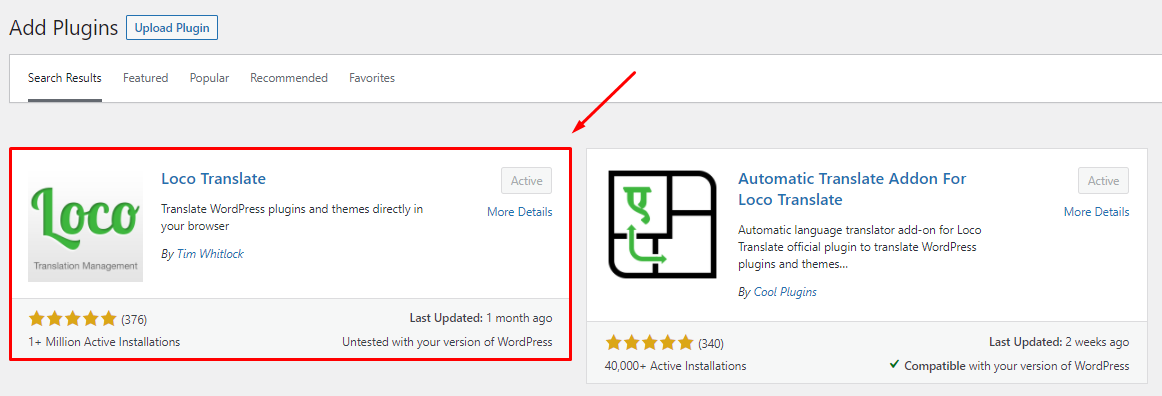 Add Plugins Upload Plugin
Search Results Featured Popular Recommended Favorites
Loco
Translation Management
Loco Translate
Active
More Details
Translate WordPress plugins and themes directly in
your browser
By Tim Whitlock
(376)
Last Updated: 1 month ago
1+ Million Active Installations
Untested with your version of WordPress
ए
Automatic Translate Addon For
Loco Translate
Active
More Details
Automatic language translator add-on for Loco
Translate official plugin to translate WordPress
plugins and themes...
By Cool Plugins
(340)
Last Updated: 2 weeks ago
40,000+ Active Installations
Compatible with your version of WordPress